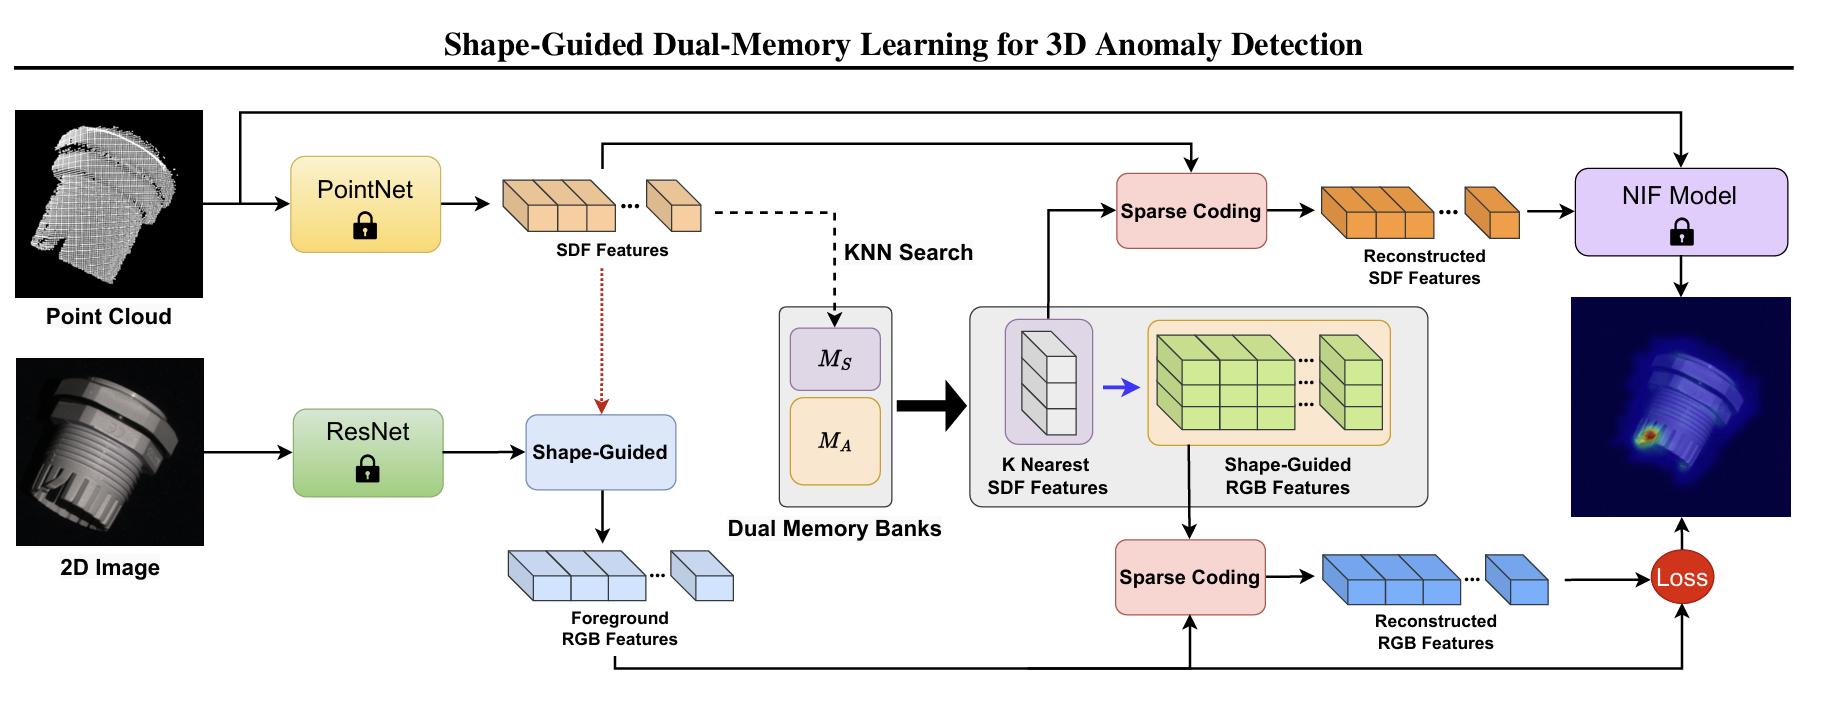 Shape-Guided Dual-Memory Learning for 3D Anomaly Detection
PointNet
SDF Features
KNN Search
Sparse Coding
Reconstructed
SDF Features
NIF Model
Point Cloud
ResNet
Shape-Guided
M_S
M_A
Dual Memory Banks
K Nearest
SDF Features
Shape-Guided
RGB Features
2D Image
Foreground
RGB Features
Sparse Coding
Reconstructed
RGB Features
Loss